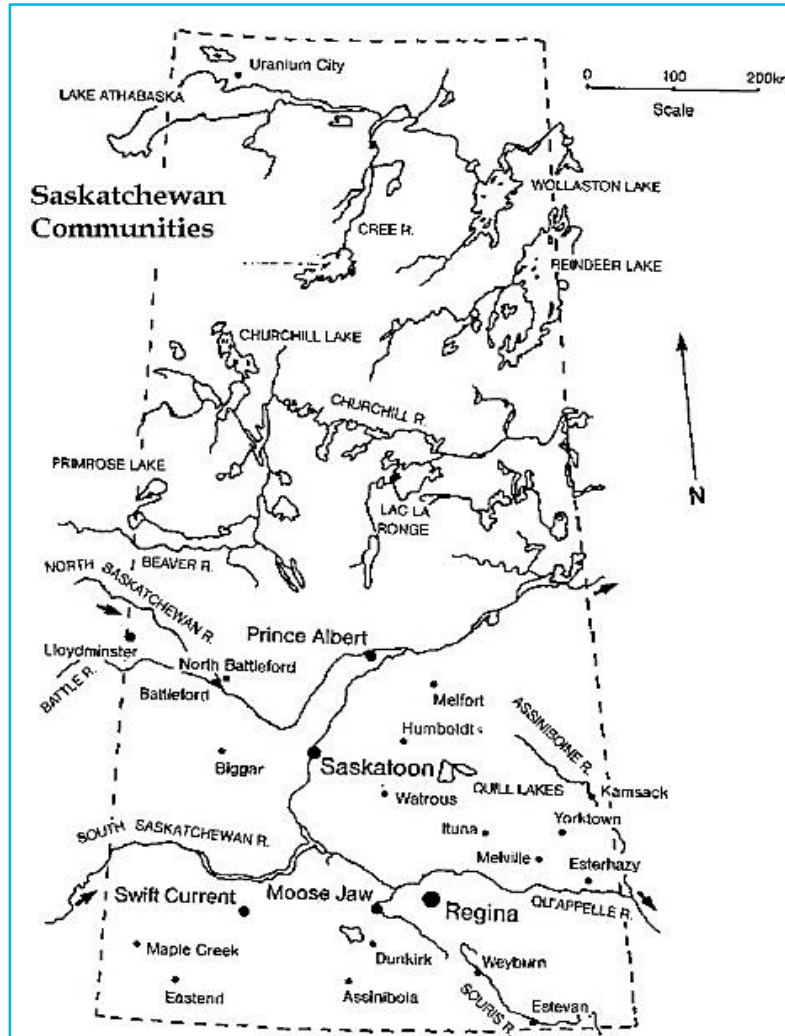 Uranium City
LAKE ATHABASKA
0 100 200km
Scale
Saskatchewan
Communities
WOLLASTON LAKE
CREE R.
REINDEER LAKE
CHURCHILL LAKE
CHURCHILL R.
PRIMROSE LAKE
N
LAC LA
RONGE
BEAVER R.
NORTH SASKATCHEWAN R.
Prince Albert
Lloydminster
North Battleford
BATTLE R.
Battleford
Melfort
Humboldt
ASSINIBOINE R.
Biggar
Saskatoon
QUILL LAKES
Kamsack
Watrous
Yorktown
SOUTH SASKATCHEWAN R.
Ituna
Melville
Esterhazy
Swift Current
Moose Jaw
Regina
QU'APPELLE R.
Maple Creek
Dunkirk
Weyburn
Eastend
Assiniboia
SOURIS R.
Estevan